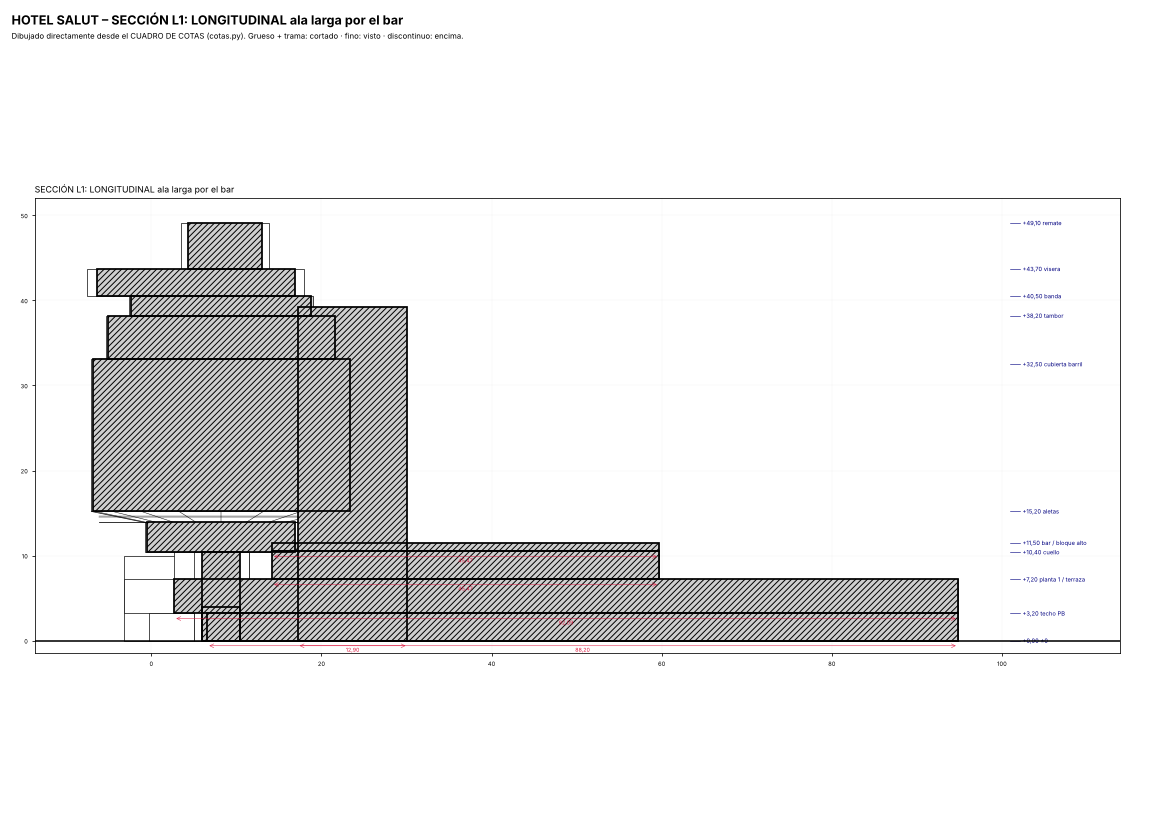 HOTEL SALUT – SECCIÓN L1: LONGITUDINAL ala larga por el bar
Dibujado directamente desde el CUADRO DE COTAS (cotas.py). Grueso + trama: cortado · fino: visto · discontinuo: encima.
SECCIÓN L1: LONGITUDINAL ala larga por el bar
50
+49,10 remate
+43,70 visera
40
+40,50 banda
+38,20 tambor
+32,50 cubierta barril
30
20
+15,20 aletas
+11,50 bar / bloque alto
10
+10,40 cuello
+7,20 planta 1 / terraza
+3,20 techo PB
0
12,90
88,20
0
20
40
60
80
100